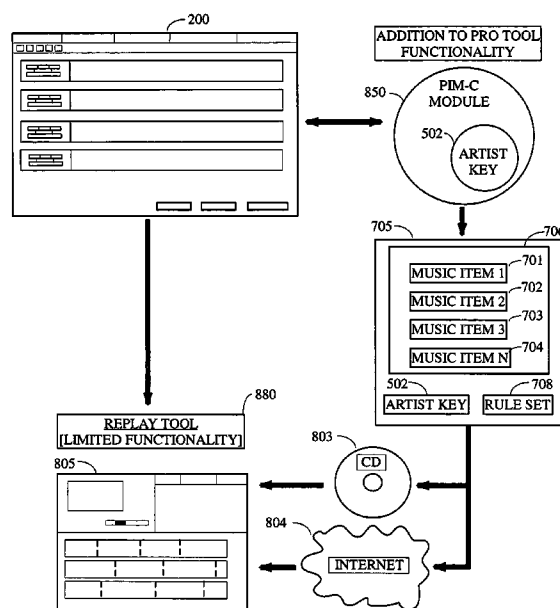 200
ADDITION TO PRO TOOL
FUNCTIONALITY
850
PIM-C
MODULE
502
ARTIST
KEY
705
706
MUSIC ITEM 1
701
MUSIC ITEM 2
702
MUSIC ITEM 3
703
MUSIC ITEM N
704
502
708
ARTIST KEY
RULE SET
880
REPLAY TOOL
[LIMITED FUNCTIONALITY]
805
803
CD
804
INTERNET